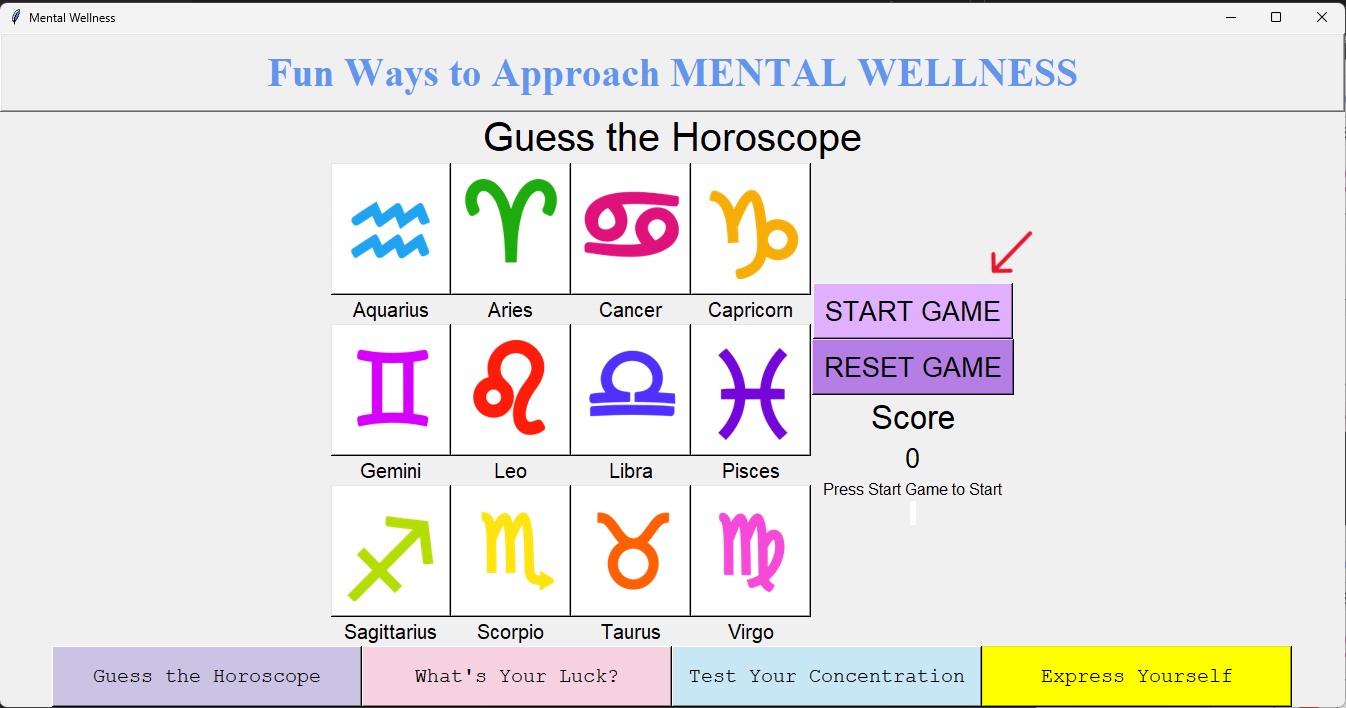 Mental Wellness
Fun Ways to Approach MENTAL WELLNESS
Guess the Horoscope
Aquarius Aries Cancer Capricorn
START GAME
RESET GAME
Score
0
Gemini Leo Libra Pisces
Press Start Game to Start
Sagittarius Scorpio Taurus Virgo
Guess the Horoscope What's Your Luck? Test Your Concentration Express Yourself